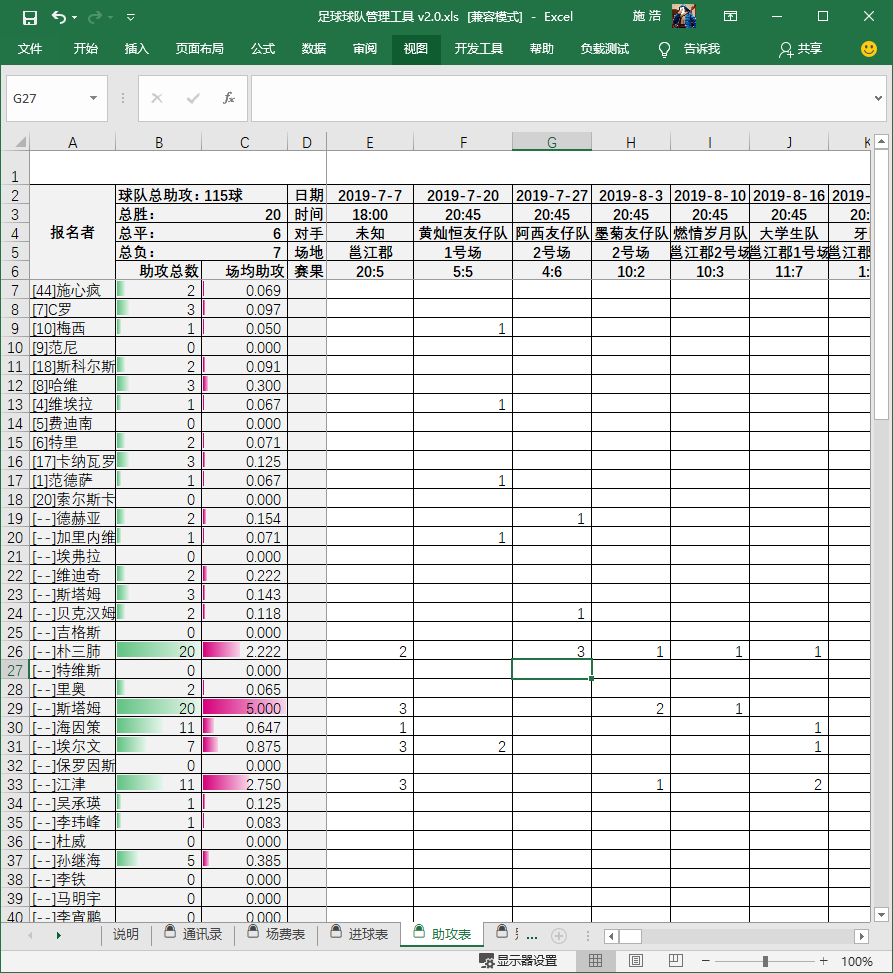 足球球队管理工具 v2.0.xls [兼容模式] - Excel 施 浩
文件 开始 插入 页面布局 公式 数据 审阅 视图 开发工具 帮助 负载测试 告诉我 共享
G27 fx
A B C D E F G H I J K
1
2 球队总助攻：115球 日期 2019-7-7 2019-7-20 2019-7-27 2019-8-3 2019-8-10 2019-8-16 2019-
3 总胜： 20 时间 18:00 20:45 20:45 20:45 20:45 20:45 20:
4 报名者 总平： 6 对手 未知 黄灿恒友仔队 阿西友仔队 墨菊友仔队 燃情岁月队 大学生队 牙
5 总负： 7 场地 邕江郡 1号场 2号场 2号场 邕江郡2号场 邕江郡1号场 邕江郡
6 助攻总数 场均助攻 赛果 20:5 5:5 4:6 10:2 10:3 11:7 1:
7 [44]施心疯 2 0.069
8 [7]C罗 3 0.097
9 [10]梅西 1 0.050 1
10 [9]范尼 0 0.000
11 [18]斯科尔斯 2 0.091
12 [8]哈维 3 0.300
13 [4]维埃拉 1 0.067 1
14 [5]费迪南 0 0.000
15 [6]特里 2 0.071
16 [17]卡纳瓦罗 3 0.125
17 [1]范德萨 1 0.067 1
18 [20]索尔斯卡 0 0.000
19 [--]德赫亚 2 0.154 1
20 [--]加里内维 1 0.071 1
21 [--]埃弗拉 0 0.000
22 [--]维迪奇 2 0.222
23 [--]斯塔姆 3 0.143
24 [--]贝克汉姆 2 0.118 1
25 [--]吉格斯 0 0.000
26 [--]朴三肺 20 2.222 2 3 1 1 1
27 [--]特维斯 0 0.000
28 [--]里奥 2 0.065
29 [--]斯塔姆 20 5.000 3 2 1
30 [--]海因策 11 0.647 1 1
31 [--]埃尔文 7 0.875 3 2 1
32 [--]保罗因斯 0 0.000
33 [--]江津 11 2.750 3 1 2
34 [--]吴承瑛 1 0.125
35 [--]李玮峰 1 0.083
36 [--]杜威 0 0.000
37 [--]孙继海 5 0.385
38 [--]李铁 0 0.000
39 [--]马明宇 0 0.000
40 [--]李宵鹏 0 0.000
说明 通讯录 场费表 进球表 助攻表 ...
显示器设置 100%